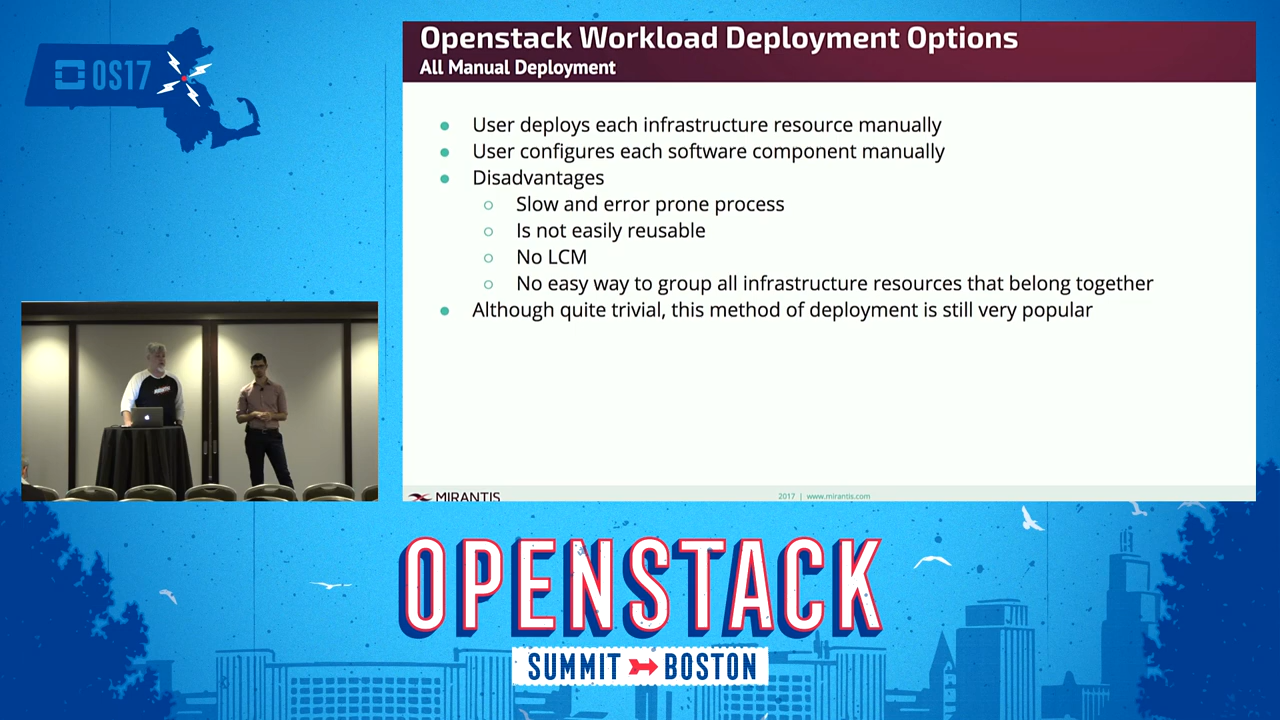 OS17
Openstack Workload Deployment Options
All Manual Deployment
User deploys each infrastructure resource manually
User configures each software component manually
Disadvantages
Slow and error prone process
Is not easily reusable
No LCM
No easy way to group all infrastructure resources that belong together
Although quite trivial, this method of deployment is still very popular
MIRANTIS
2017 | www.mirantis.com
OPENSTACK
SUMMIT BOSTON